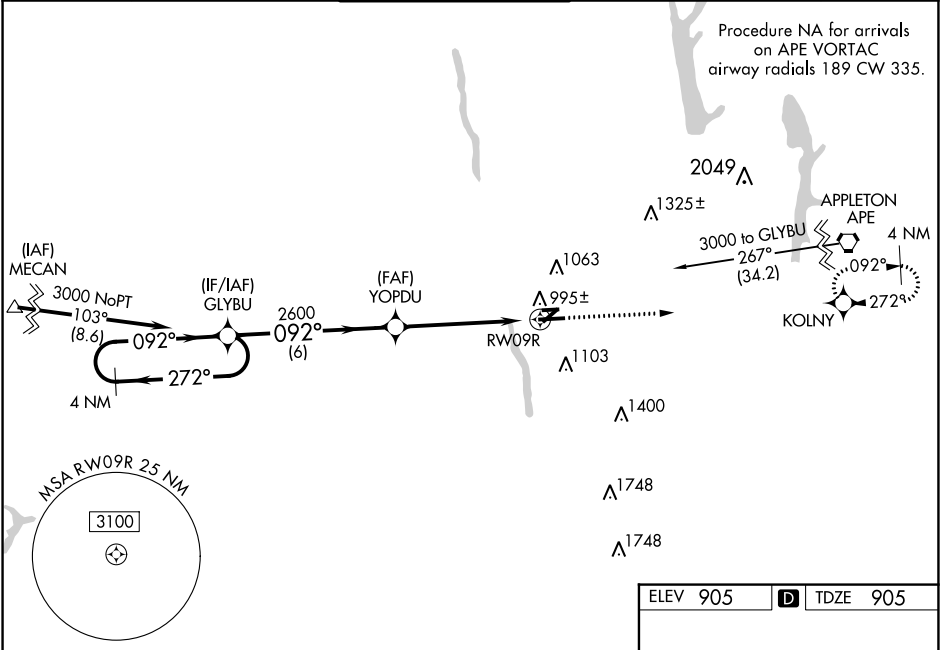 Procedure NA for arrivals
on APE VORTAC
airway radials 189 CW 335.
2049
1325±
APPLETON
APE
4 NM
3000 to GLYBU
267°
(34.2)
092°
272°
KOLNY
(IAF)
MECAN
3000 NoPT
103°
(8.6)
(IF/IAF)
GLYBU
(FAF)
YOPDU
1063
995±
2600
092°
(6)
092°
272°
4 NM
RW09R
1103
1400
1748
1748
MSA RW09R 25 NM
3100
ELEV 905 D TDZE 905